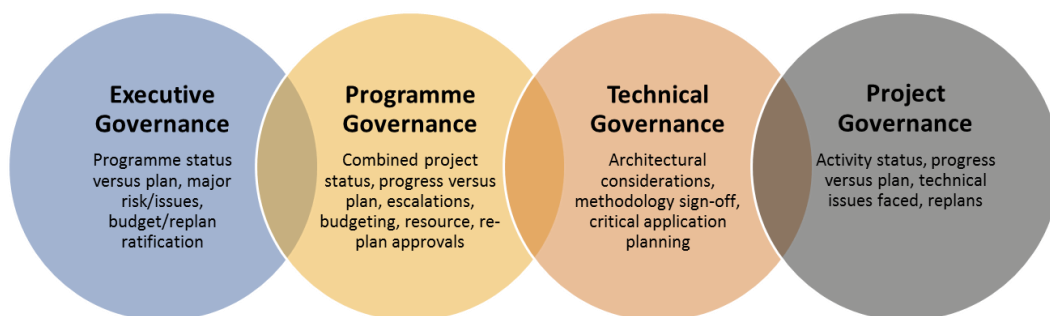 Executive
Governance
Programme status
versus plan, major
risk/issues,
budget/replan
ratification
Programme
Governance
Combined project
status, progress versus
plan, escalations,
budgeting, resource, re-
plan approvals
Technical
Governance
Architectural
considerations,
methodology sign-off,
critical application
planning
Project
Governance
Activity status, progress
versus plan, technical
issues faced, replans